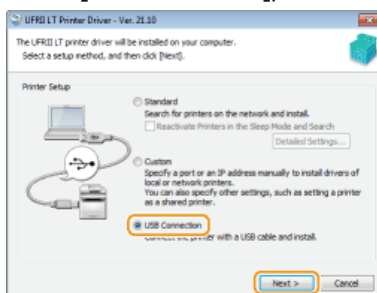 UFRII LT Printer Driver - Ver. 21.10
The UFRII LT printer driver will be installed on your computer.
Select a setup method, and then click [Next].
Printer Setup
Standard
Search for printers on the network and install.
Reactivate Printers in the Sleep Mode and Search
Detailed Settings...
Custom
Specify a port or an IP address manually to install drivers of
local or network printers.
You can also specify other settings, such as setting a printer
as a shared printer.
USB Connection
Connect the printer with a USB cable and install.
Next >
Cancel